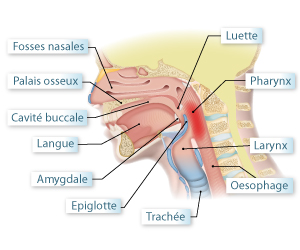 Luette
Fosses nasales
Palais osseux
Pharynx
Cavité buccale
Langue
Larynx
Amygdale
Oesophage
Epiglotte
Trachée